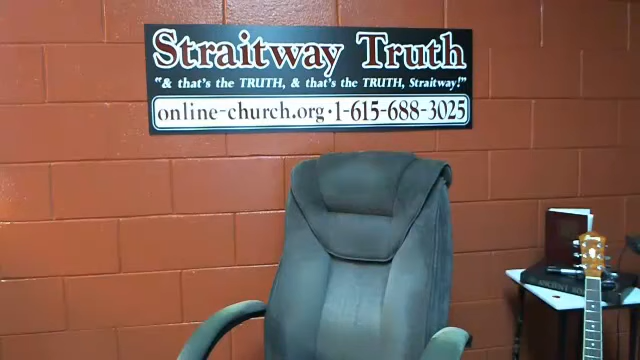 Straitway Truth
"& that's the TRUTH, & that's the TRUTH, Straitway!"
online-church.org · 1-615-688-3025